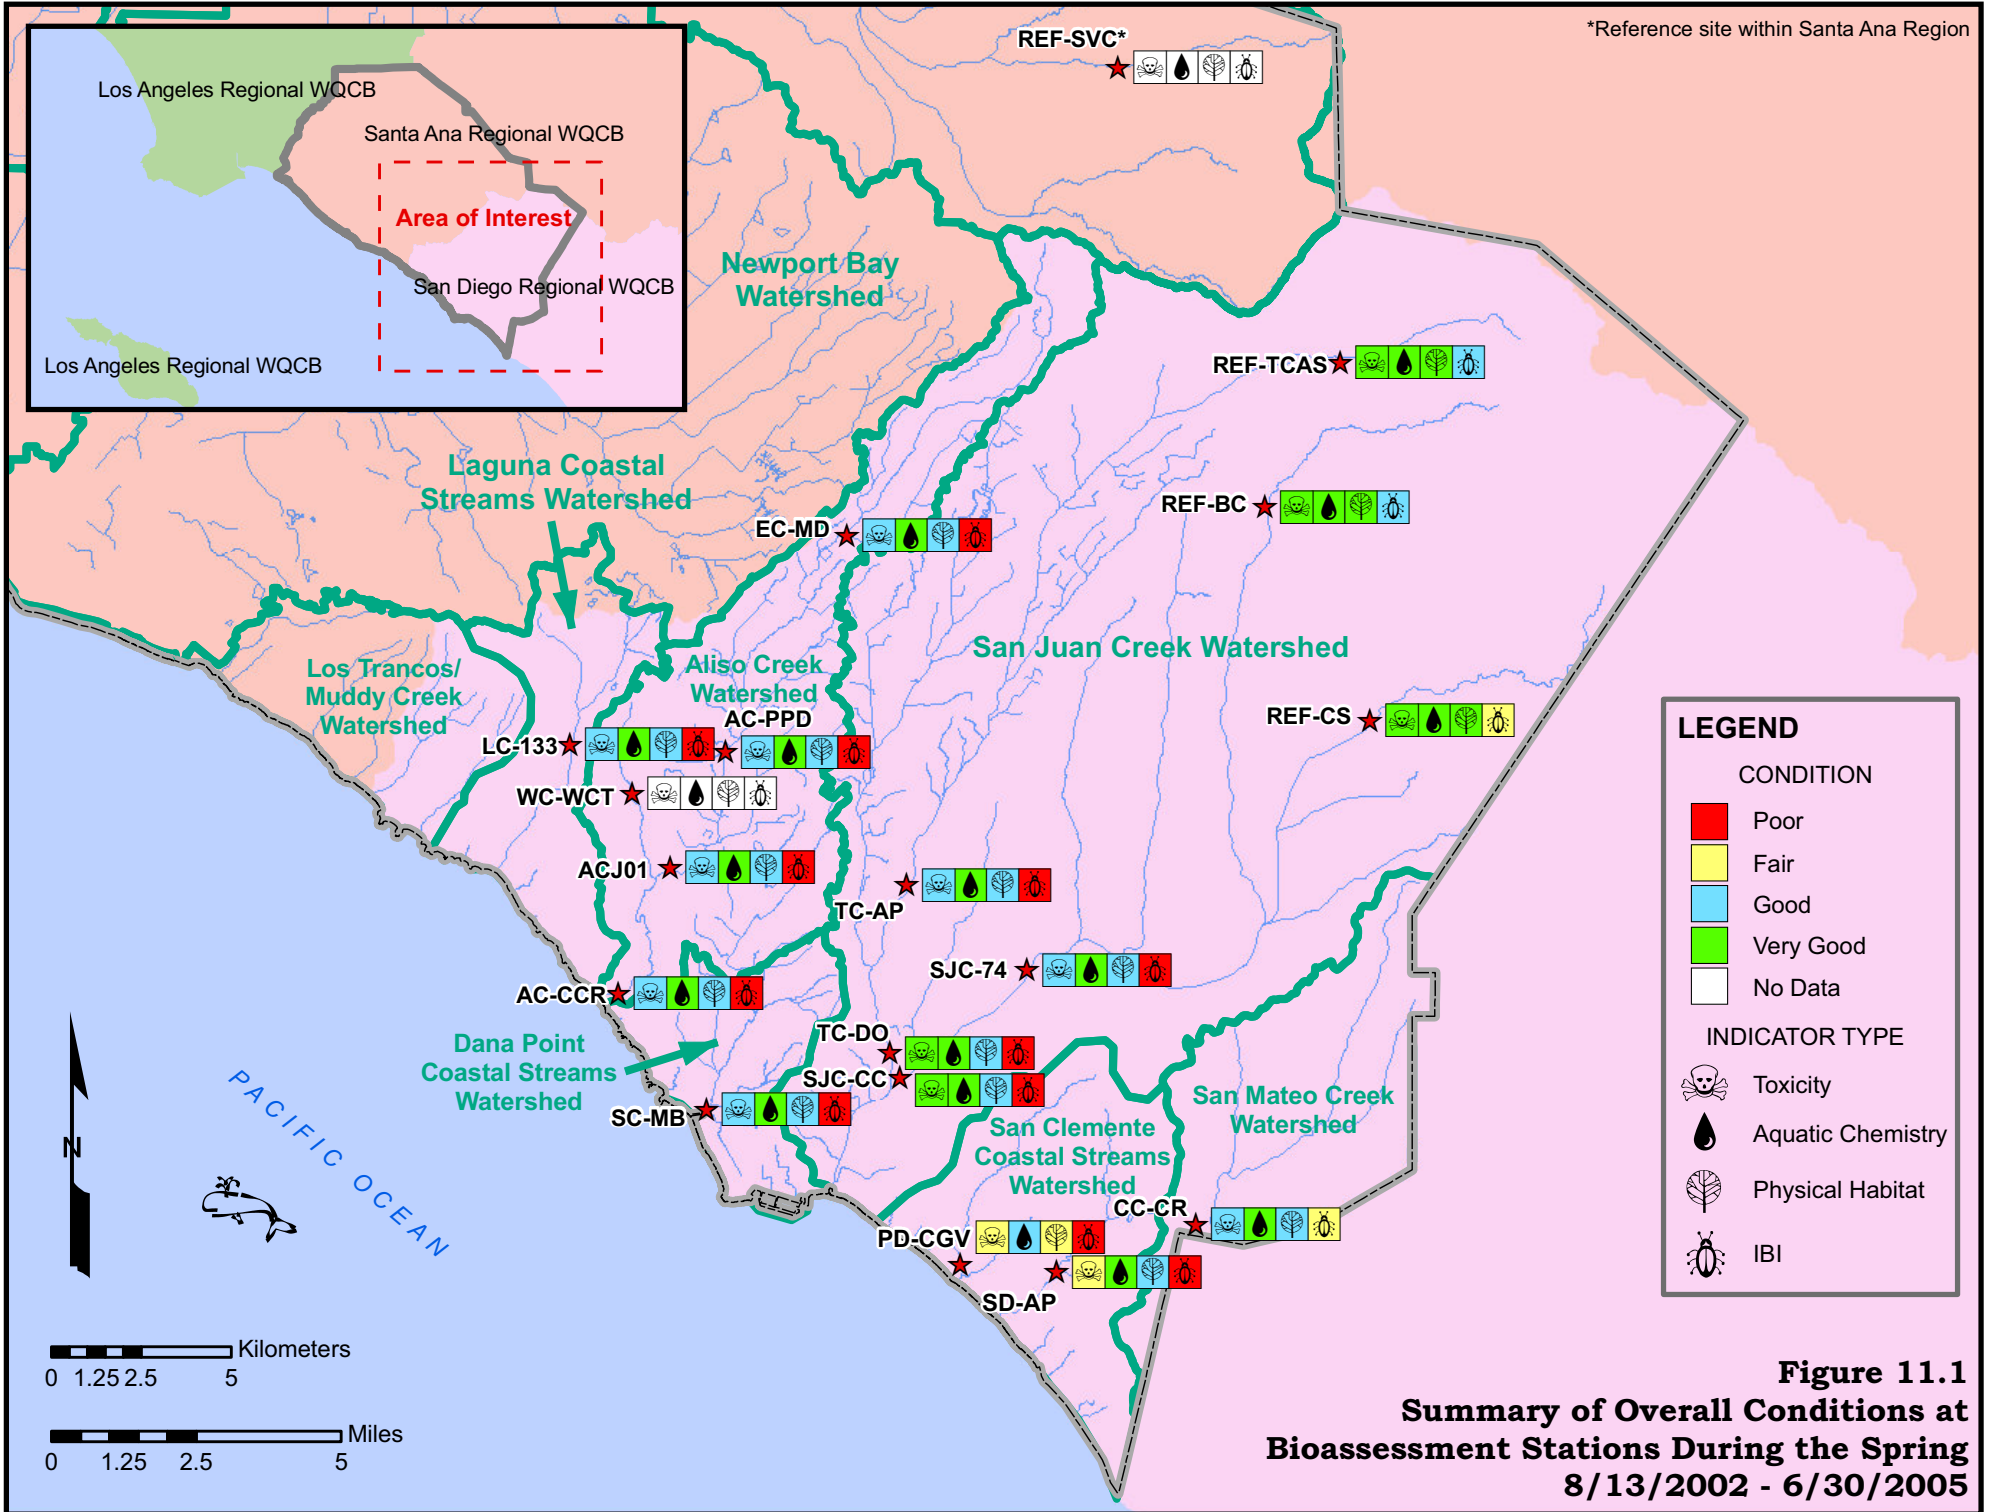 *Reference site within Santa Ana Region
REF-SVC*
Los Angeles Regional WQCB
Santa Ana Regional WQCB
Area of Interest
San Diego Regional WQCB
Los Angeles Regional WQCB
Newport Bay
Watershed
REF-TCAS
Laguna Coastal
Streams Watershed
REF-BC
EC-MD
San Juan Creek Watershed
Los Trancos/
Muddy Creek
Watershed
Aliso Creek
Watershed
AC-PPD
REF-CS
LC-133
WC-WCT
ACJ01
TC-AP
SJC-74
AC-CCR
TC-DO
Dana Point
Coastal Streams
Watershed
SJC-CC
SC-MB
San Mateo Creek
Watershed
San Clemente
Coastal Streams
Watershed
CC-CR
PD-CGV
SD-AP
PACIFIC OCEAN
N
LEGEND
CONDITION
Poor
Fair
Good
Very Good
No Data
INDICATOR TYPE
Toxicity
Aquatic Chemistry
Physical Habitat
IBI
Kilometers
0 1.25 2.5 5
Miles
0 1.25 2.5 5
Figure 11.1
Summary of Overall Conditions at
Bioassessment Stations During the Spring
8/13/2002 - 6/30/2005